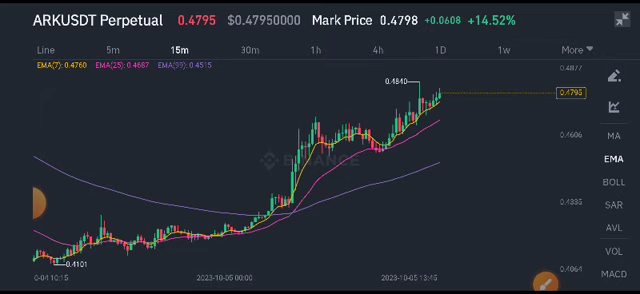 ARKUSDT Perpetual 0.4795 $0.47950000 Mark Price 0.4798 +0.0608 +14.52%
Line 5m 15m 30m 1h 4h 1D 1w More
EMA(7): 0.4760 EMA(25): 0.4687 EMA(99): 0.4515
0.4877
0.4840
0.4795
0.4606
MA
BINANCE
EMA
BOLL
0.4335
SAR
AVL
VOL
0.4101
0.4064
MACD
0-04 10:15 2023-10-05 00:00 2023-10-05 13:45